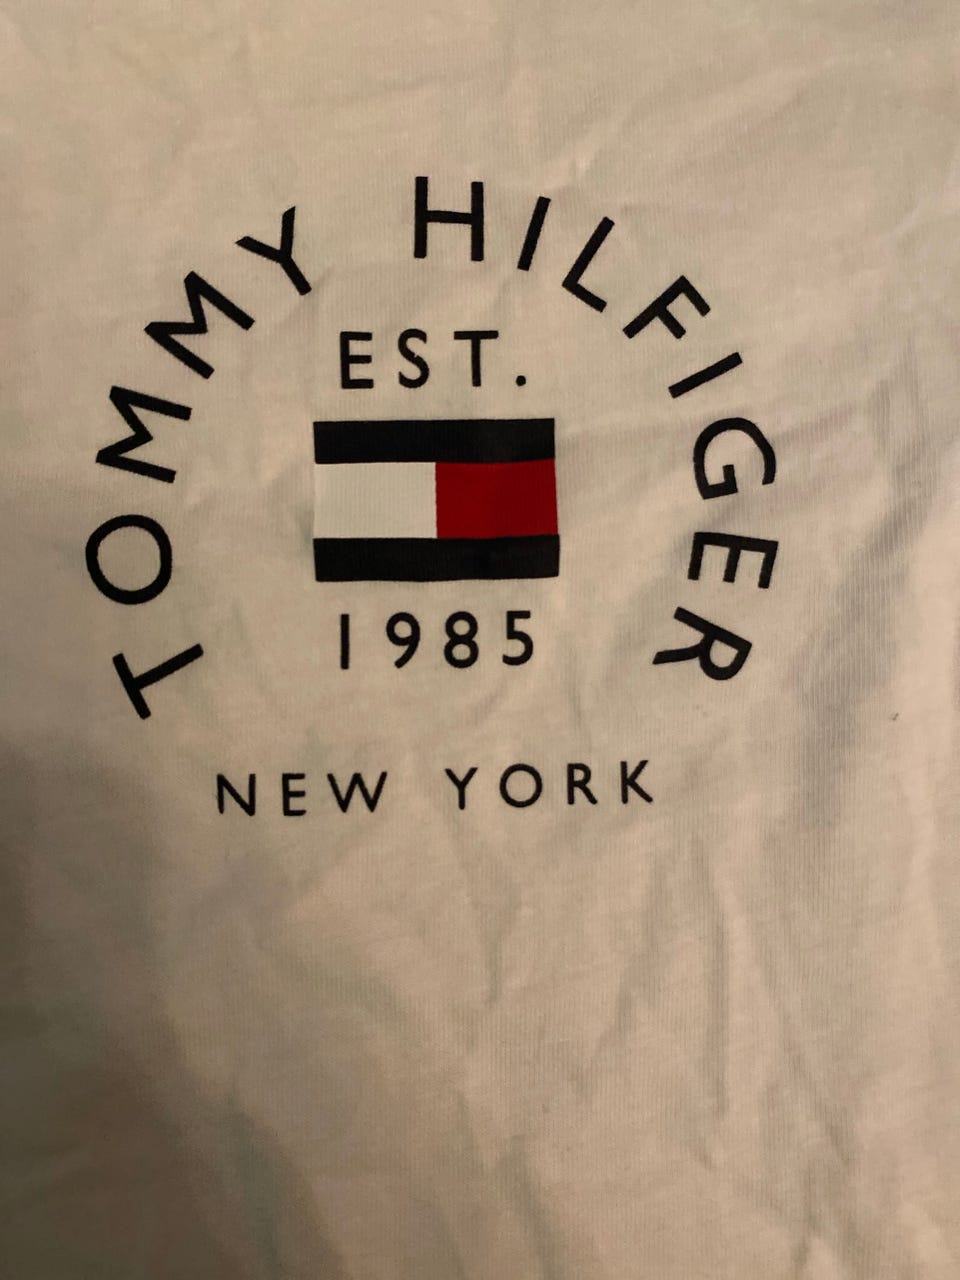 TOMMY HILFIGER
EST.
1985
NEW YORK